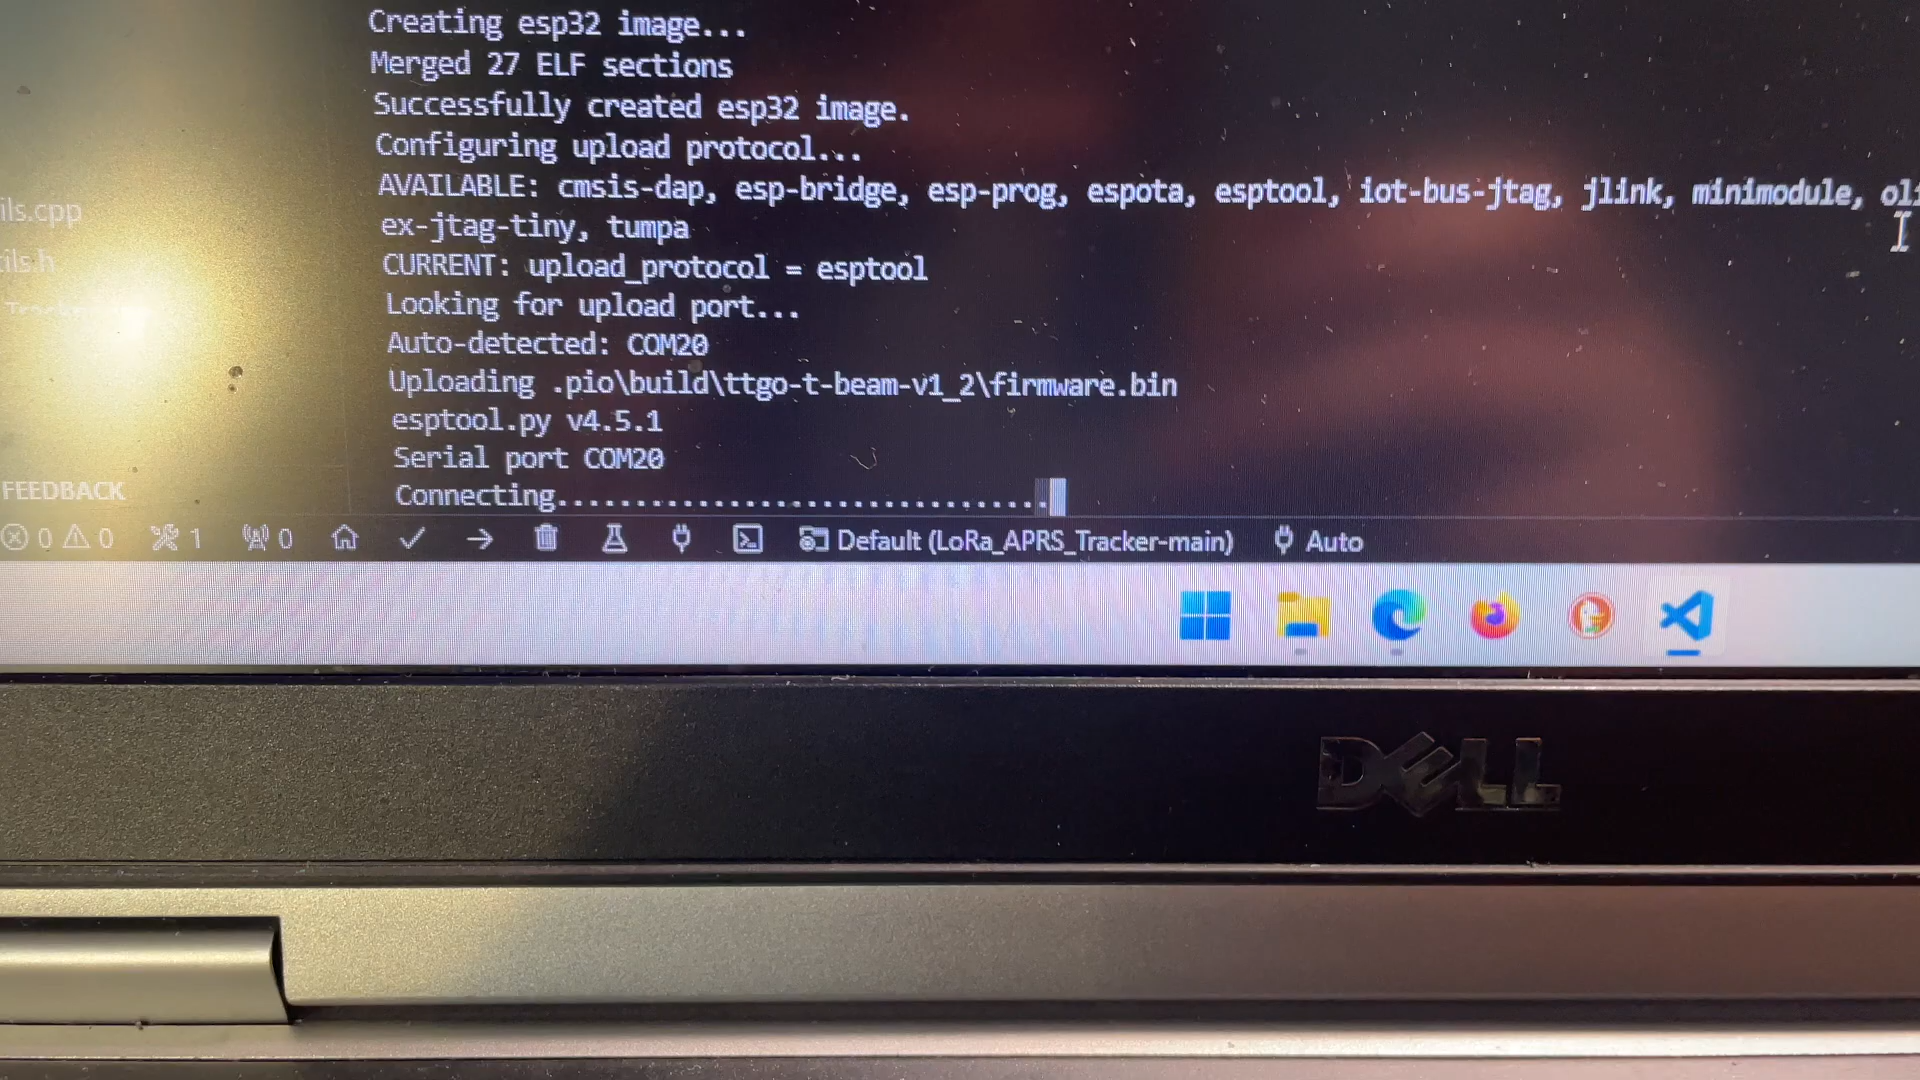 Creating esp32 image...
Merged 27 ELF sections
Successfully created esp32 image.
Configuring upload protocol...
AVAILABLE: cmsis-dap, esp-bridge, esp-prog, espota, esptool, iot-bus-jtag, jlink, minimodule, oli
ex-jtag-tiny, tumpa
ils.cpp
CURRENT: upload_protocol = esptool
ils.h
Looking for upload port...
Auto-detected: COM20
Uploading .pio\build\ttgo-t-beam-v1_2\firmware.bin
esptool.py v4.5.1
Serial port COM20
FEEDBACK
Connecting...............................
0 0 1 0 Default (LoRa_APRS_Tracker-main) Auto
DELL